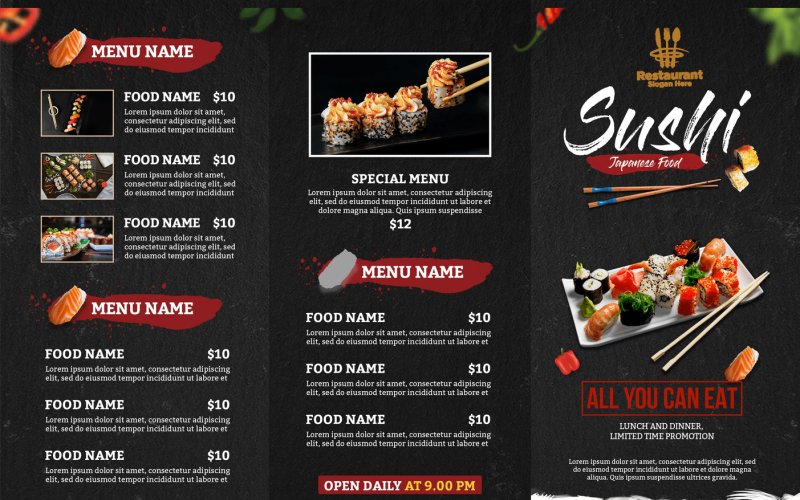 MENU NAME
FOOD NAME $10
Lorem ipsum dolor sit amet,
consectetur adipiscing elit, sed
do eiusmod tempor incididunt
FOOD NAME $10
Lorem ipsum dolor sit amet,
consectetur adipiscing elit, sed
do eiusmod tempor incididunt
FOOD NAME $10
Lorem ipsum dolor sit amet,
consectetur adipiscing elit, sed
do eiusmod tempor incididunt
MENU NAME
FOOD NAME $10
Lorem ipsum dolor sit amet, consectetur adipiscing
elit, sed do eiusmod tempor incididunt ut labore et
FOOD NAME $10
Lorem ipsum dolor sit amet, consectetur adipiscing
elit, sed do eiusmod tempor incididunt ut labore et
FOOD NAME $10
Lorem ipsum dolor sit amet, consectetur adipiscing
elit, sed do eiusmod tempor incididunt ut labore et
SPECIAL MENU
Lorem ipsum dolor sit amet, consectetur adipiscing
elit, sed do eiusmod tempor incididunt ut labore et
dolore magna aliqua. Quis ipsum suspendisse
$12
MENU NAME
FOOD NAME $10
Lorem ipsum dolor sit amet, consectetur adipiscing
elit, sed do eiusmod tempor incididunt ut labore et
FOOD NAME $10
Lorem ipsum dolor sit amet, consectetur adipiscing
elit, sed do eiusmod tempor incididunt ut labore et
FOOD NAME $10
Lorem ipsum dolor sit amet, consectetur adipiscing
elit, sed do eiusmod tempor incididunt ut labore et
OPEN DAILY AT 9.00 PM
Restaurant
Slogan Here
Sushi
Japanese Food
ALL YOU CAN EAT
LUNCH AND DINNER,
LIMITED TIME PROMOTION
Lorem ipsum dolor sit amet, consectetur adipiscing
elit, sed do eiusmod tempor incididunt ut labore et
dolore magna aliqua. Quis ipsum
suspendisse ultrices gravida.